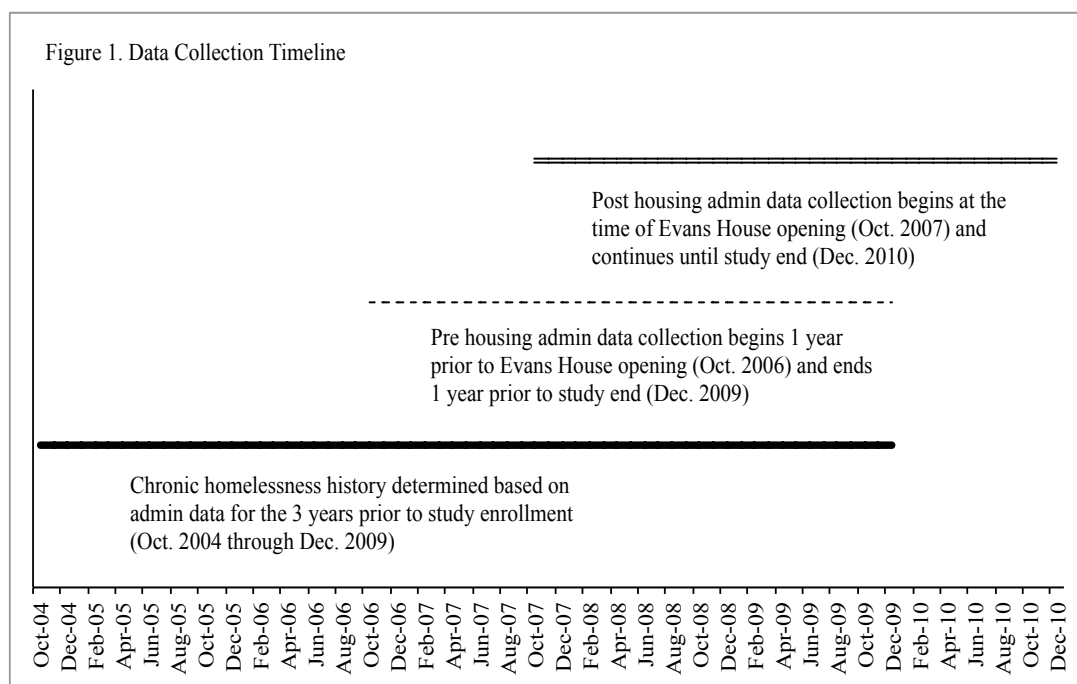 Figure 1. Data Collection Timeline
Post housing admin data collection begins at the
time of Evans House opening (Oct. 2007) and
continues until study end (Dec. 2010)
Pre housing admin data collection begins 1 year
prior to Evans House opening (Oct. 2006) and ends
1 year prior to study end (Dec. 2009)
Chronic homelessness history determined based on
admin data for the 3 years prior to study enrollment
(Oct. 2004 through Dec. 2009)
Oct-04
Dec-04
Feb-05
Apr-05
Jun-05
Aug-05
Oct-05
Dec-05
Feb-06
Apr-06
Jun-06
Aug-06
Oct-06
Dec-06
Feb-07
Apr-07
Jun-07
Aug-07
Oct-07
Dec-07
Feb-08
Apr-08
Jun-08
Aug-08
Oct-08
Dec-08
Feb-09
Apr-09
Jun-09
Aug-09
Oct-09
Dec-09
Feb-10
Apr-10
Jun-10
Aug-10
Oct-10
Dec-10